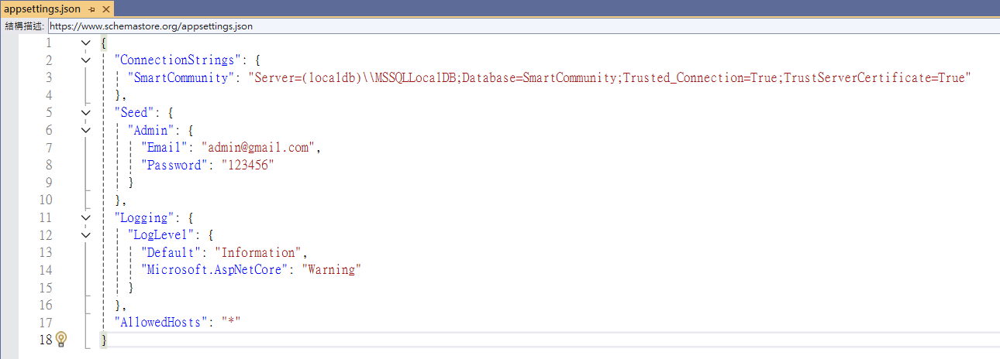 appsettings.json
結構描述: https://www.schemastore.org/appsettings.json
1 {
2 "ConnectionStrings": {
3 "SmartCommunity": "Server=(localdb)\\MSSQLLocalDB;Database=SmartCommunity;Trusted_Connection=True;TrustServerCertificate=True"
4 },
5 "Seed": {
6 "Admin": {
7 "Email": "admin@gmail.com",
8 "Password": "123456"
9 }
10 },
11 "Logging": {
12 "LogLevel": {
13 "Default": "Information",
14 "Microsoft.AspNetCore": "Warning"
15 }
16 },
17 "AllowedHosts": "*"
18 }